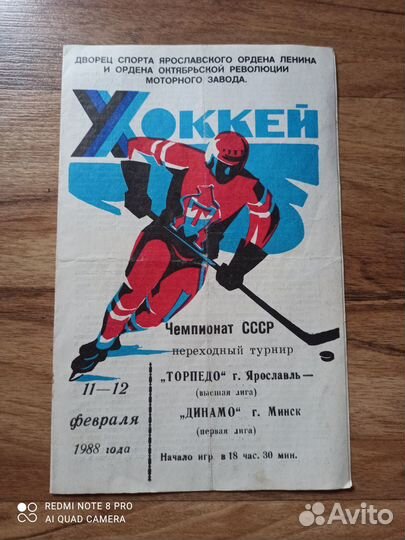 ДВОРЕЦ СПОРТА ЯРОСЛАВСКОГО ОРДЕНА ЛЕНИНА
И ОРДЕНА ОКТЯБРЬСКОЙ РЕВОЛЮЦИИ
МОТОРНОГО ЗАВОДА.
ХОККЕЙ
Т
Чемпионат СССР
переходный турнир
„ТОРПЕДО" г. Ярославль—
(высшая лига)
„ДИНАМО" г. Минск
(первая лига)
Начало игр в 18 час. 30 мин.
11—12
февраля
1988 года
REDMI NOTE 8 PRO
AI QUAD CAMERA
Avito